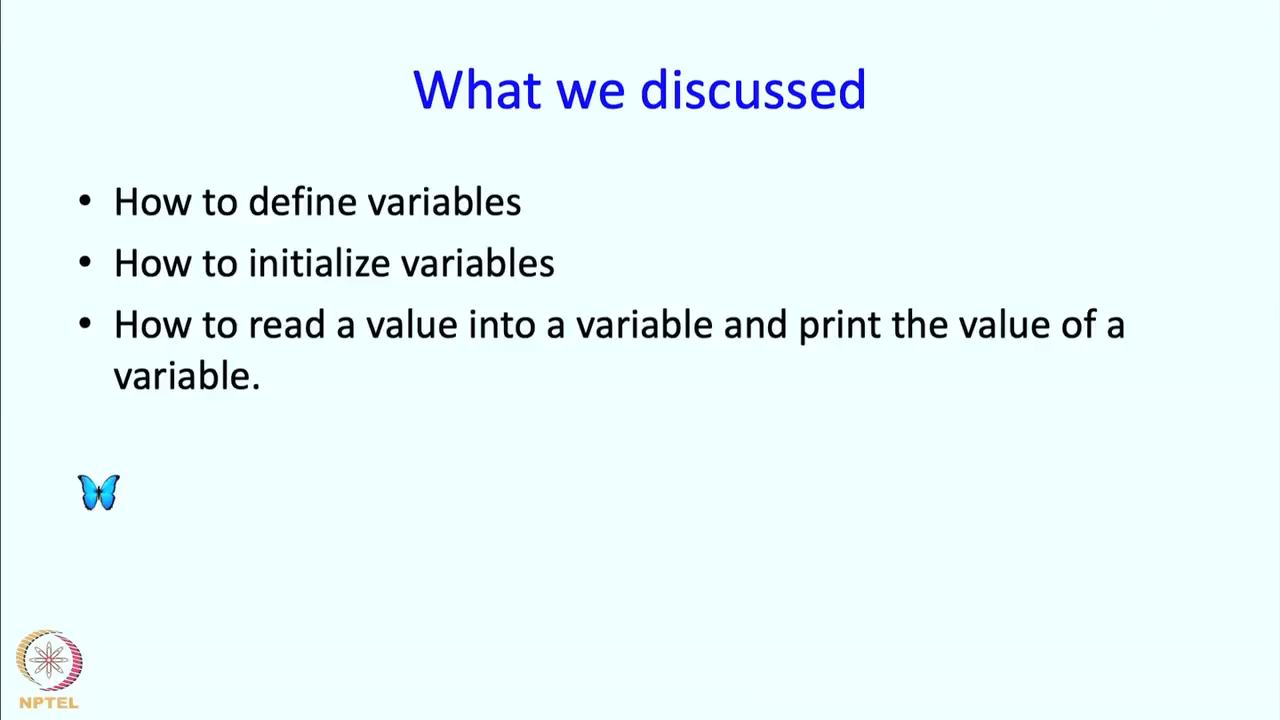 What we discussed
• How to define variables
• How to initialize variables
• How to read a value into a variable and print the value of a
variable.
NPTEL